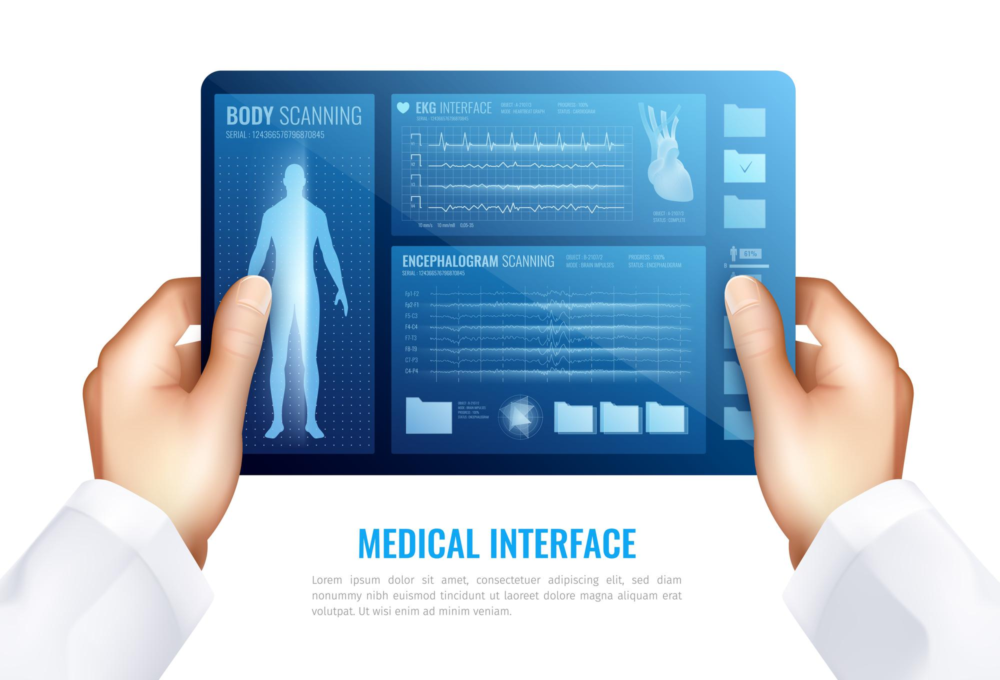 BODY SCANNING
SERIAL : 124366576796870845
EKG INTERFACE
SERIAL : 124366576796870845
OBJECT : A-2107/3
MODE : HEARTBEAT GRAPH
PROGRESS : 100%
STATUS : CARDIOGRAM
V1
V2
V3
V4
10 mm/s 10 mm/mB 0,05-35
OBJECT : A-2107/3
STATUS : COMPLETE
61%
B
ENCEPHALOGRAM SCANNING
SERIAL : 124366576796870845
OBJECT : B-2107/2
MODE : BRAIN IMPULSES
PROGRESS : 100%
STATUS : ENCEPHALOGRAM
Fp1-F2
Fp2-F1
F5-C3
F4-C4
F7-T3
F8-T9
C7-P3
C4-P4
OBJECT : B-2107/2
MODE : BRAIN IMPULSES
PROGRESS : 100%
STATUS : ENCEPHALOGRAM
MEDICAL INTERFACE
Lorem ipsum dolor sit amet, consectetuer adipiscing elit, sed diam
nonummy nibh euismod tincidunt ut laoreet dolore magna aliquam erat
volutpat. Ut wisi enim ad minim veniam.